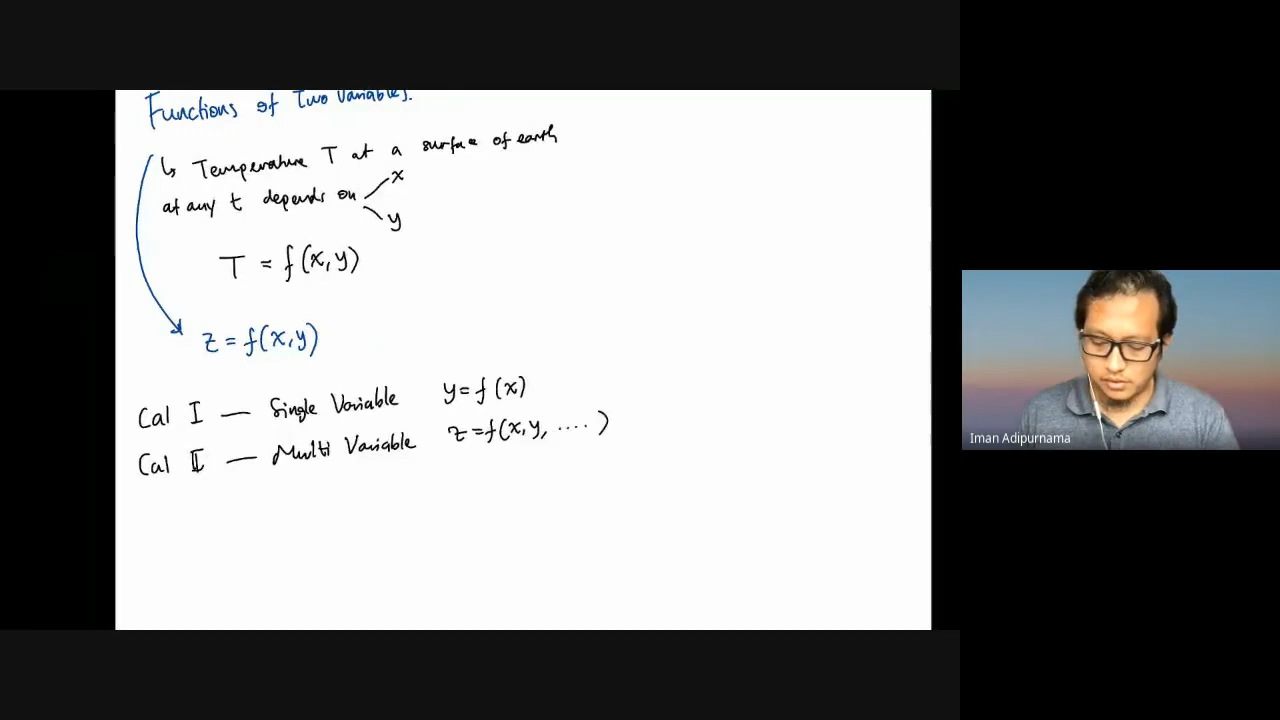 Functions of Two Variables.
↳ Temperature T at a surface of earth
at any t depends on x
y
T = f(x,y)
z = f(x,y)
Cal I — Single Variable y = f(x)
Cal II — Multi Variable z = f(x,y, ....)
Iman Adipurnama